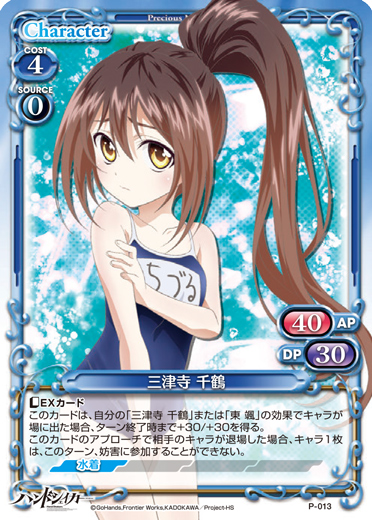 Precious
Character
COST
4
SOURCE
0
ちづる
40 AP
DP 30
三津寺 千鶴
EXカード
このカードは、自分の「三津寺 千鶴」または「東 颯」の効果でキャラが
場に出た場合、ターン終了時まで+30/+30を得る。
このカードのアプローチで相手のキャラが退場した場合、キャラ1枚
は、このターン、妨害に参加することができない。
水着
ハンドシェイカー
©GoHands,Frontier Works,KADOKAWA／Project-HS
P-013